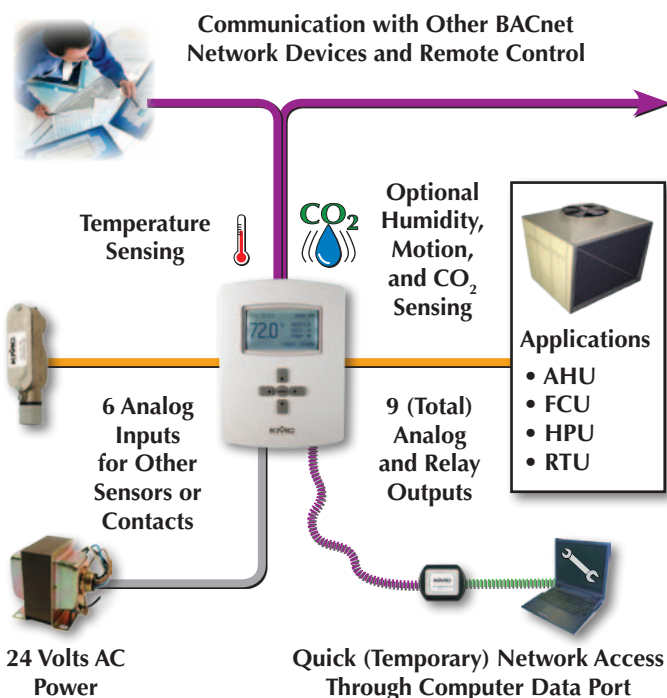 Communication with Other BACnet
Network Devices and Remote Control
Temperature
Sensing
CO2
Optional
Humidity,
Motion,
and CO2
Sensing
72.0°
KMC
Applications
• AHU
• FCU
• HPU
• RTU
6 Analog
Inputs
for Other
Sensors or
Contacts
9 (Total)
Analog
and Relay
Outputs
24 Volts AC
Power
Quick (Temporary) Network Access
Through Computer Data Port